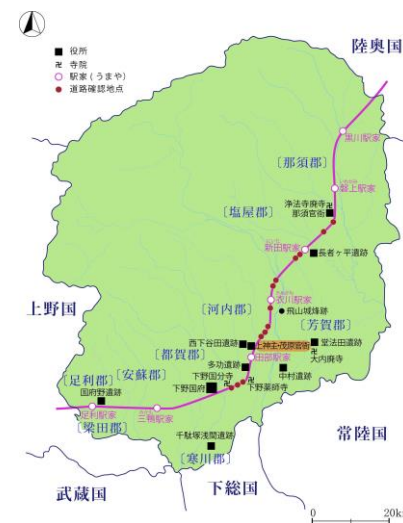 役所
寺院
駅家(うまや)
道路確認地点
陸奥国
黒川駅家
〔那須郡〕
磐上駅家
浄法寺廃寺
那須官衙
〔塩屋郡〕
新田駅家
長者ヶ平遺跡
上野国
衣川駅家
〔河内郡〕
飛山城烽跡
〔芳賀郡〕
西下谷田遺跡
上神主・茂原官衙
堂法田遺跡
大内廃寺
〔都賀郡〕
田部駅家
多功遺跡
中村遺跡
〔安蘇郡〕
下野国分寺
〔足利郡〕
下野国府
下野薬師寺
国府野遺跡
足利駅家
三鴨駅家
〔梁田郡〕
常陸国
千駄塚浅間遺跡
〔寒川郡〕
武蔵国
下総国
0
20km